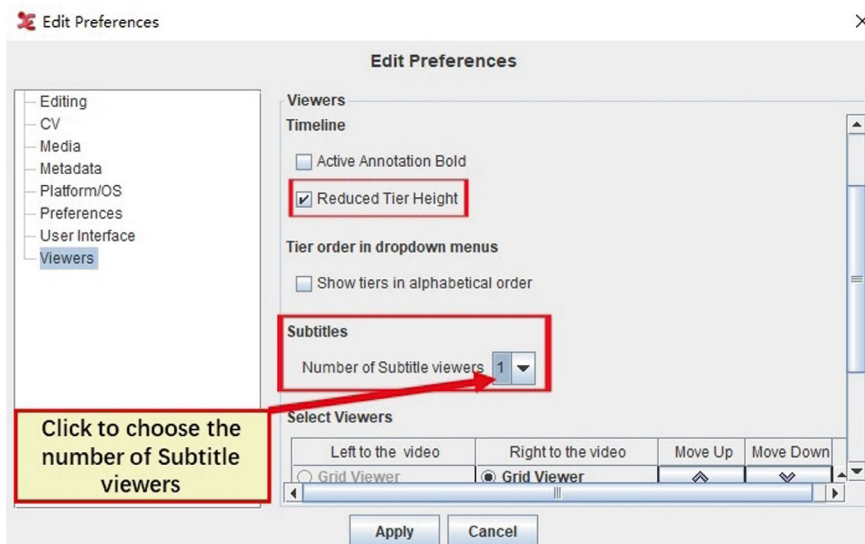 Edit Preferences
Edit Preferences
Editing
CV
Media
Metadata
Platform/OS
Preferences
User Interface
Viewers
Viewers
Timeline
Active Annotation Bold
Reduced Tier Height
Tier order in dropdown menus
Show tiers in alphabetical order
Subtitles
Number of Subtitle viewers 1
Click to choose the
number of Subtitle
viewers
Select Viewers
Left to the video Right to the video Move Up Move Down
Grid Viewer Grid Viewer
Apply Cancel